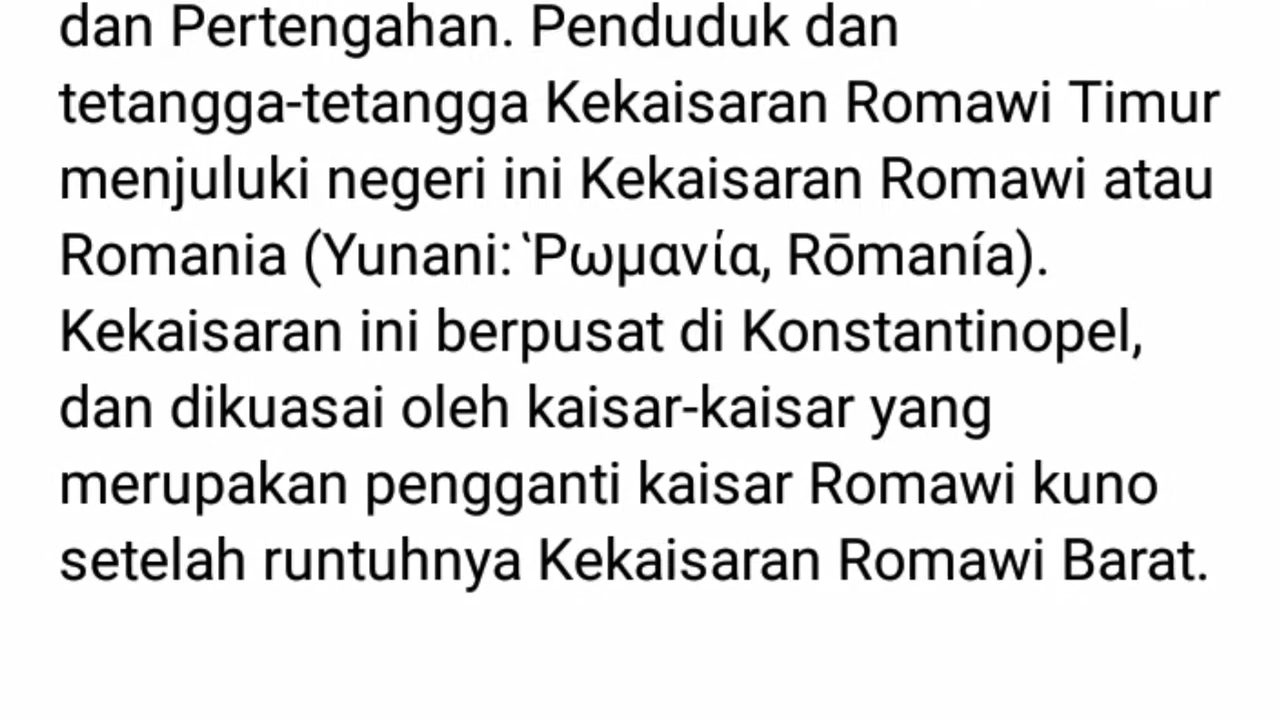 dan Pertengahan. Penduduk dan
tetangga-tetangga Kekaisaran Romawi Timur
menjuluki negeri ini Kekaisaran Romawi atau
Romania (Yunani: Ῥωμανία, Rōmanía).
Kekaisaran ini berpusat di Konstantinopel,
dan dikuasai oleh kaisar-kaisar yang
merupakan pengganti kaisar Romawi kuno
setelah runtuhnya Kekaisaran Romawi Barat.